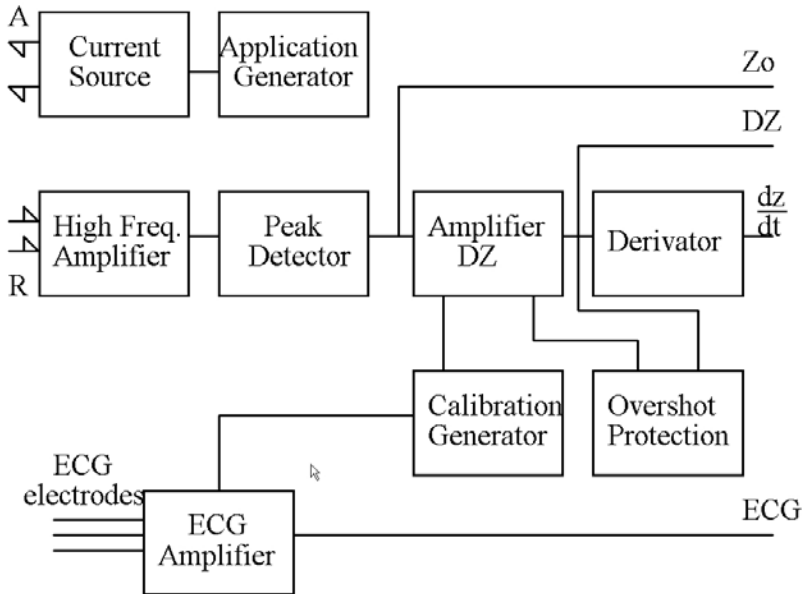 A
Current
Source
Application
Generator
Zo
DZ
High Freq.
Amplifier
Peak
Detector
Amplifier
DZ
Derivator
dz
dt
R
Calibration
Generator
Overshot
Protection
ECG
electrodes
ECG
Amplifier
ECG